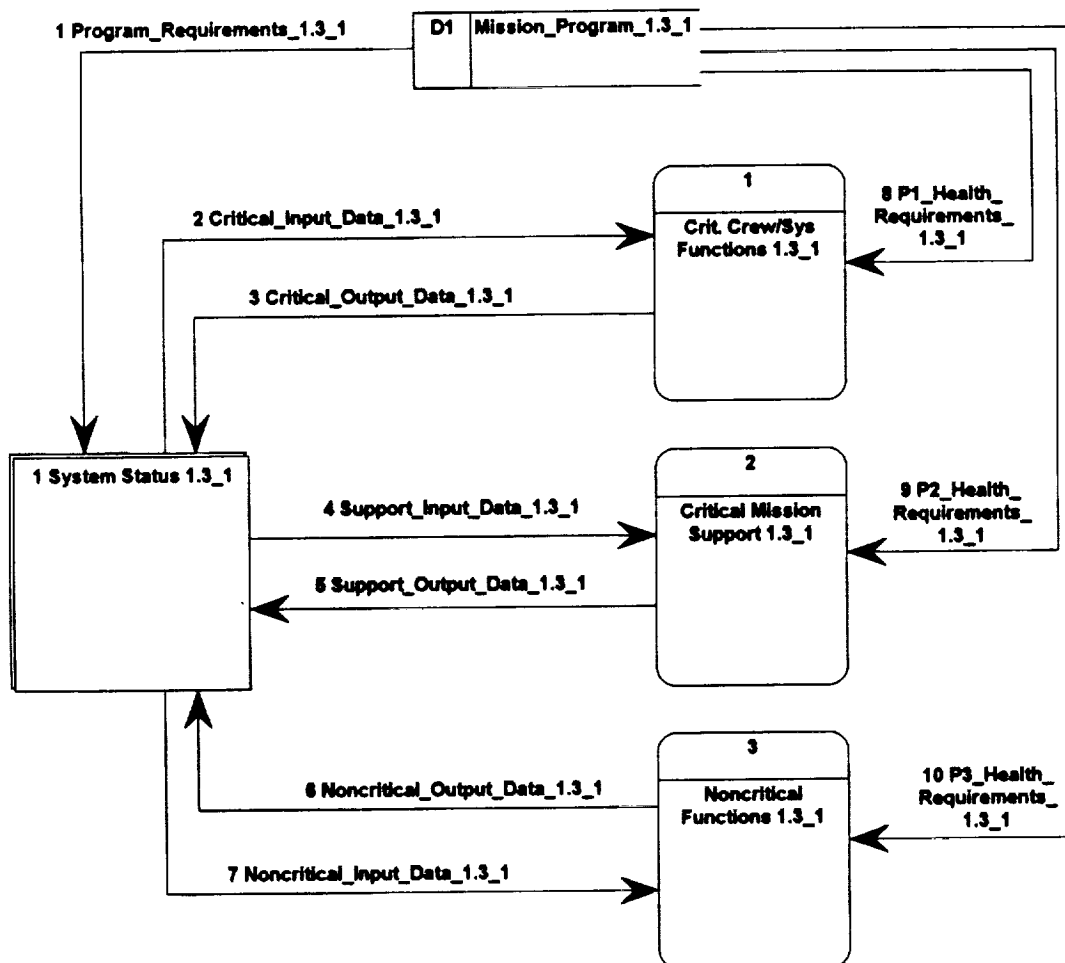 1 Program_Requirements_1.3_1
D1
Mission_Program_1.3_1
1
Crit. Crew/Sys
Functions 1.3_1
8 P1_Health_
Requirements_
1.3_1
2 Critical_Input_Data_1.3_1
3 Critical_Output_Data_1.3_1
1 System Status 1.3_1
2
Critical Mission
Support 1.3_1
9 P2_Health_
Requirements_
1.3_1
4 Support_Input_Data_1.3_1
5 Support_Output_Data_1.3_1
3
Noncritical
Functions 1.3_1
10 P3_Health_
Requirements_
1.3_1
6 Noncritical_Output_Data_1.3_1
7 Noncritical_Input_Data_1.3_1